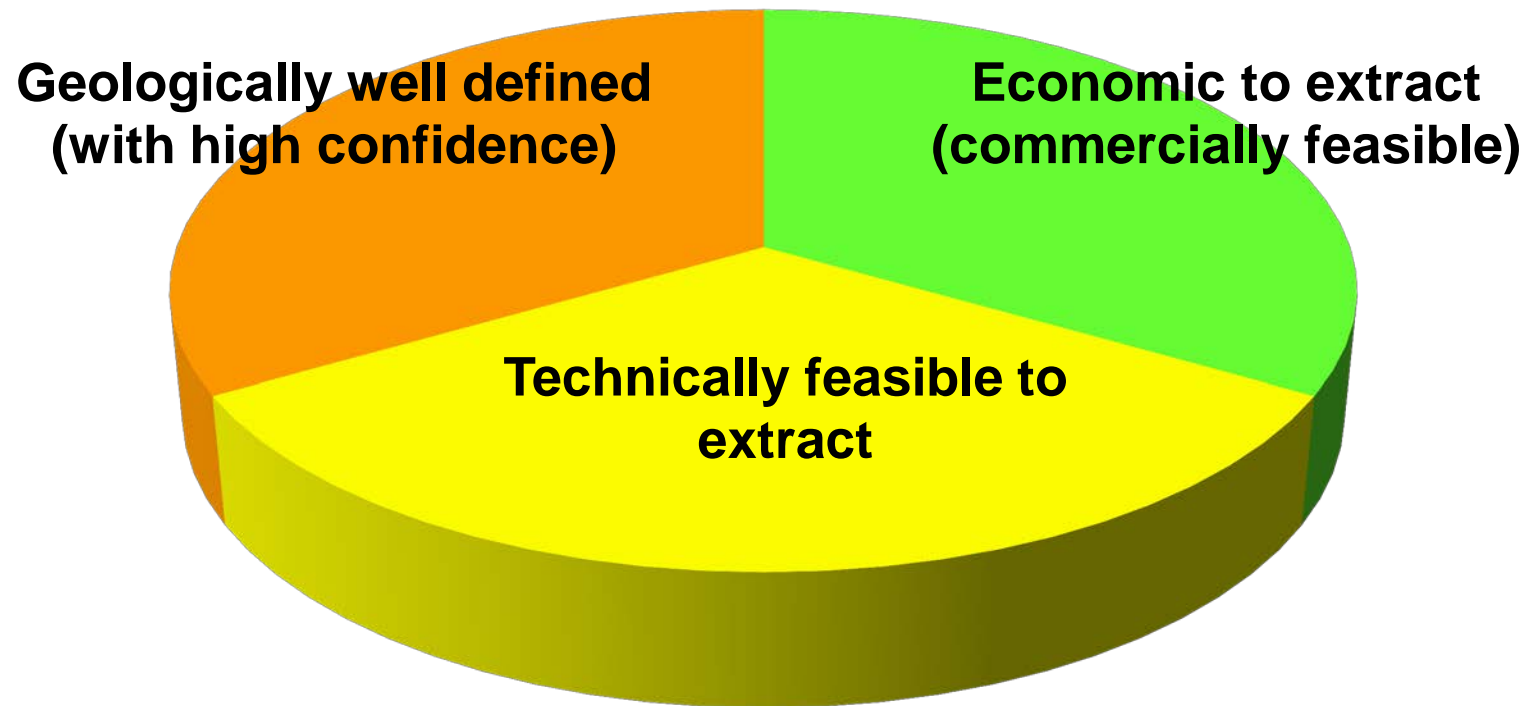 Geologically well defined
(with high confidence)
Economic to extract
(commercially feasible)
Technically feasible to
extract